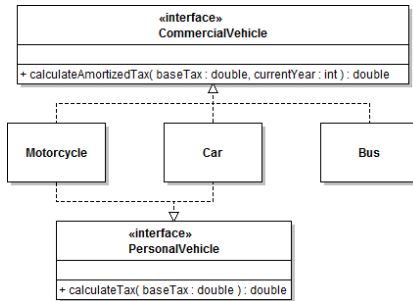 «interface»
CommercialVehicle
+ calculateAmortizedTax( baseTax : double, currentYear : int ) : double
Motorcycle
Car
Bus
«interface»
PersonalVehicle
+ calculateTax( baseTax : double ) : double